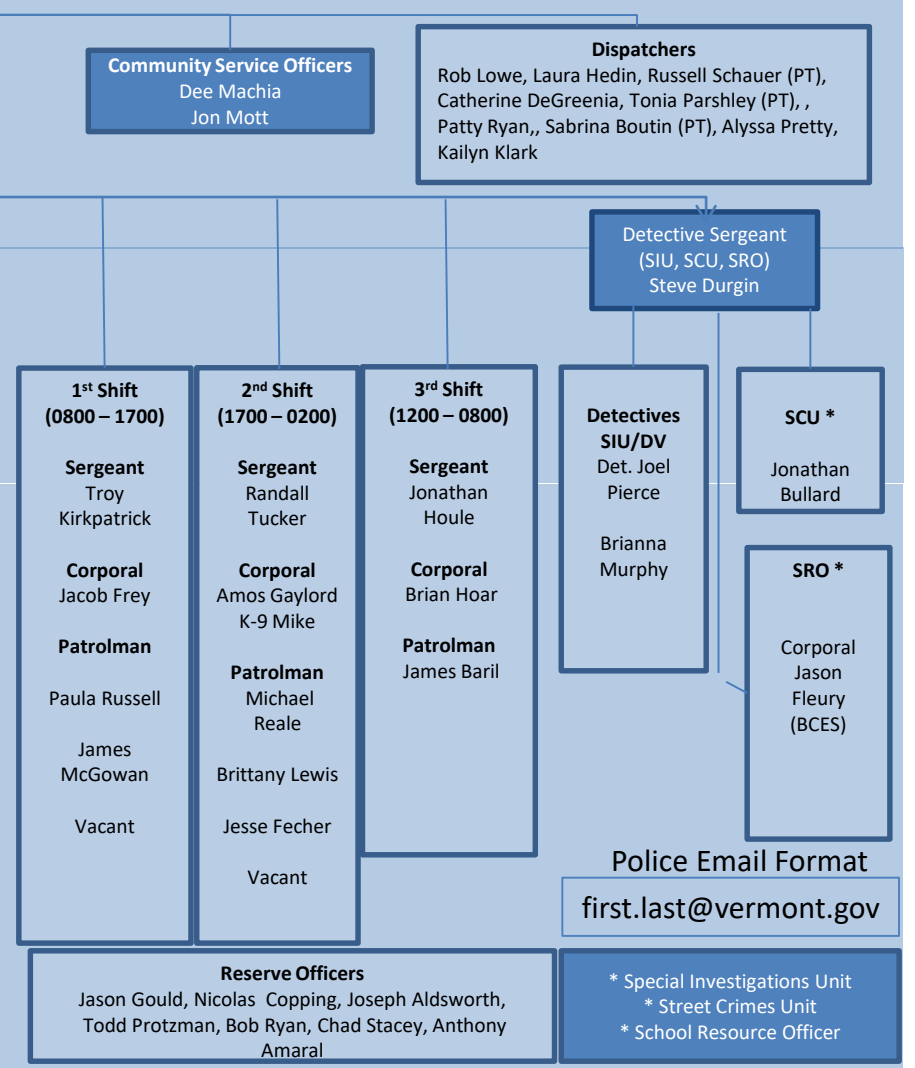 Community Service Officers
Dee Machia
Jon Mott
Dispatchers
Rob Lowe, Laura Hedin, Russell Schauer (PT),
Catherine DeGreenia, Tonia Parshley (PT), ,
Patty Ryan,, Sabrina Boutin (PT), Alyssa Pretty,
Kailyn Klark
Detective Sergeant
(SIU, SCU, SRO)
Steve Durgin
1st Shift
(0800 – 1700)
Sergeant
Troy
Kirkpatrick
Corporal
Jacob Frey
Patrolman
Paula Russell
James
McGowan
Vacant
2nd Shift
(1700 – 0200)
Sergeant
Randall
Tucker
Corporal
Amos Gaylord
K-9 Mike
Patrolman
Michael
Reale
Brittany Lewis
Jesse Fecher
Vacant
3rd Shift
(1200 – 0800)
Sergeant
Jonathan
Houle
Corporal
Brian Hoar
Patrolman
James Baril
Detectives
SIU/DV
Det. Joel
Pierce
Brianna
Murphy
SCU *
Jonathan
Bullard
SRO *
Corporal
Jason
Fleury
(BCES)
Police Email Format
first.last@vermont.gov
Reserve Officers
Jason Gould, Nicolas  Copping, Joseph Aldsworth,
Todd Protzman, Bob Ryan, Chad Stacey, Anthony
Amaral
* Special Investigations Unit
* Street Crimes Unit
* School Resource Officer